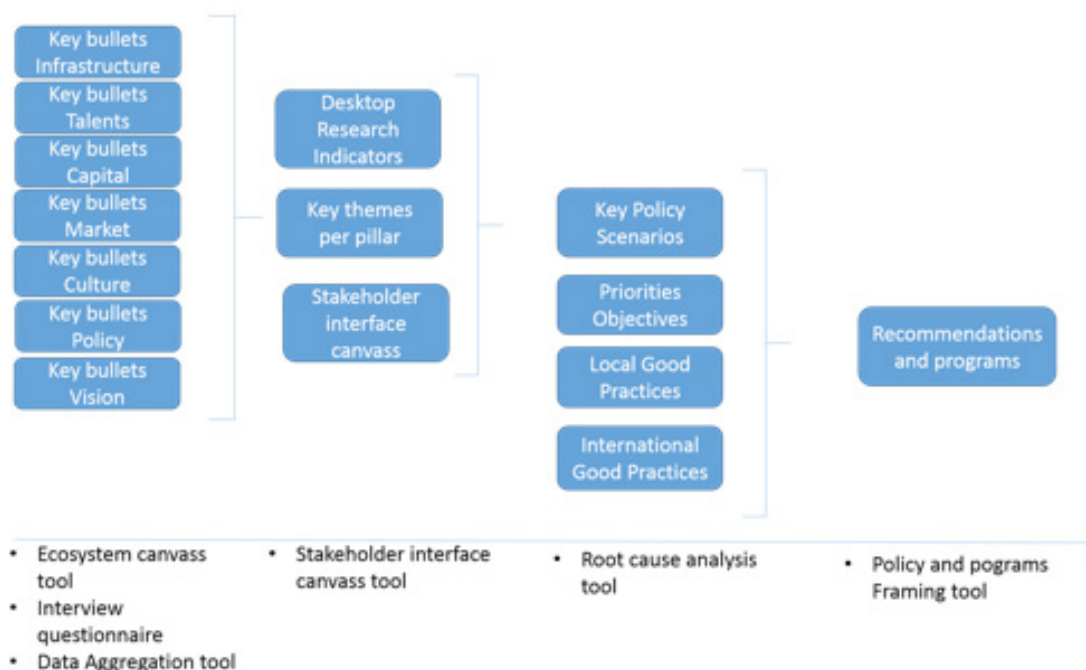 Key bullets
Infrastructure
Key bullets
Talents
Key bullets
Capital
Key bullets
Market
Key bullets
Culture
Key bullets
Policy
Key bullets
Vision
Desktop
Research
Indicators
Key themes
per pillar
Stakeholder
interface
canvass
Key Policy
Scenarios
Priorities
Objectives
Local Good
Practices
International
Good Practices
Recommendations
and programs
• Ecosystem canvass
tool
• Interview
questionnaire
• Data Aggregation tool
• Stakeholder interface
canvass tool
• Root cause analysis
tool
• Policy and pograms
Framing tool